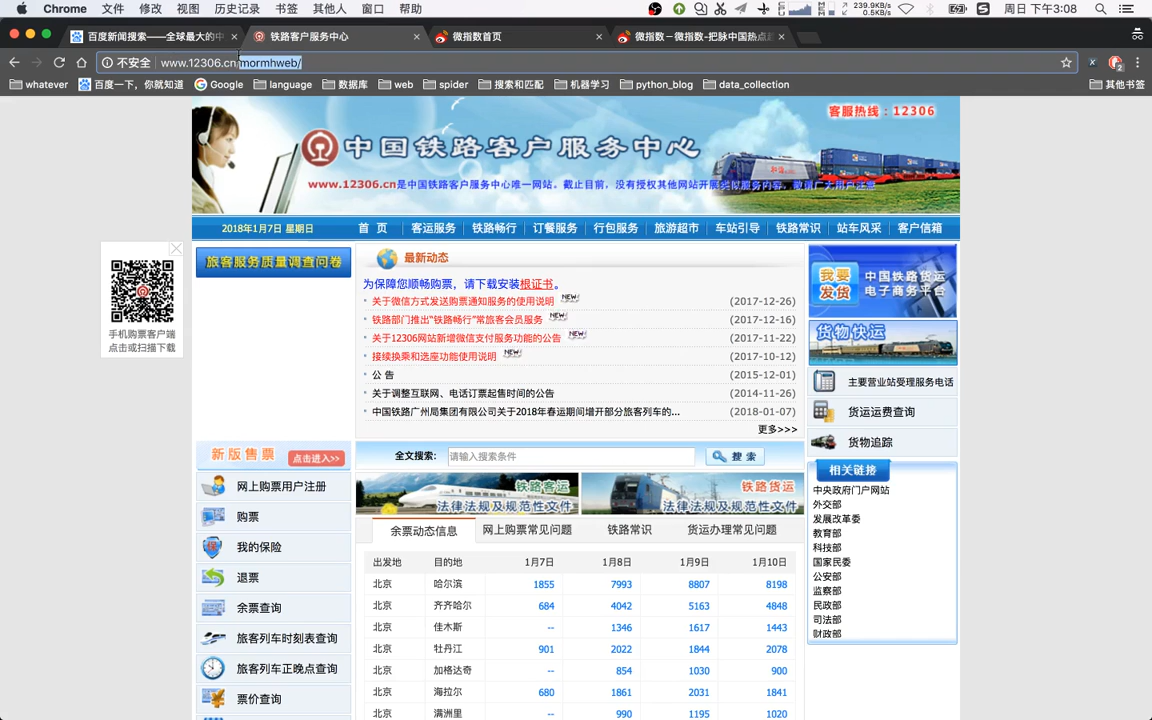 Chrome 文件 修改 视图 历史记录 书签 其他人 窗口 帮助 239.9KB/s 0.5KB/s 周日 下午3:08
百度新闻搜索——全球最大的中 铁路客户服务中心 微指数首页 微指数－微指数-把脉中国热点趋
不安全 www.12306.cn/mormhweb/
whatever 百度一下，你就知道 Google language 数据库 web spider 搜索和匹配 机器学习 python_blog data_collection 其他书签
客服热线：12306
中国铁路客户服务中心
www.12306.cn是中国铁路客户服务中心唯一网站。截止目前，没有授权其他网站开展类似服务内容，敬请广大用户注意
2018年1月7日 星期日 首 页 客运服务 铁路畅行 订餐服务 行包服务 旅游超市 车站引导 铁路常识 站车风采 客户信箱
手机购票客户端
点击或扫描下载
旅客服务质量调查问卷
最新动态
为保障您顺畅购票，请下载安装根证书。
关于微信方式发送购票通知服务的使用说明 NEW (2017-12-26)
铁路部门推出“铁路畅行”常旅客会员服务 NEW (2017-12-16)
关于12306网站新增微信支付服务功能的公告 NEW (2017-11-22)
接续换乘和选座功能使用说明 NEW (2017-10-12)
公 告 (2015-12-01)
关于调整互联网、电话订票起售时间的公告 (2014-11-26)
中国铁路广州局集团有限公司关于2018年春运期间增开部分旅客列车的... (2018-01-07)
更多>>>
我要发货 中国铁路货运电子商务平台
货物快运
主要营业站受理服务电话
货运运费查询
货物追踪
新版售票 点击进入>>
网上购票用户注册
购票
我的保险
退票
余票查询
旅客列车时刻表查询
旅客列车正晚点查询
票价查询
全文搜索: 请输入搜索条件 搜 索
铁路客运
法律法规及规范性文件
铁路货运
法律法规及规范性文件
余票动态信息 网上购票常见问题 铁路常识 货运办理常见问题
出发地 目的地 1月7日 1月8日 1月9日 1月10日
北京 哈尔滨 1855 7993 8807 8198
北京 齐齐哈尔 684 4042 5163 4848
北京 佳木斯 -- 1346 1617 1443
北京 牡丹江 901 2022 1844 2078
北京 加格达奇 -- 854 1030 900
北京 海拉尔 680 1861 2031 1841
北京 满洲里 -- 990 1195 1020
相关链接
中央政府门户网站
外交部
发展改革委
教育部
科技部
国家民委
公安部
监察部
民政部
司法部
财政部